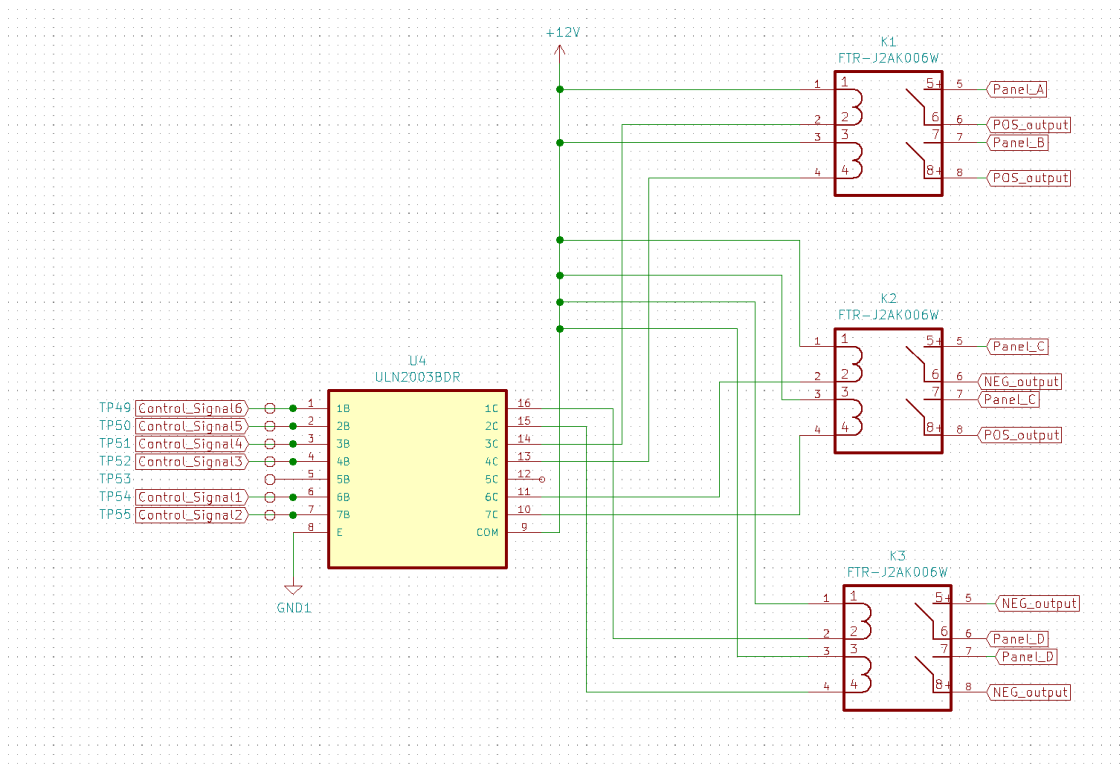 +12V
K1
FTR-J2AK006W
1 1 5+ 5 Panel_A
2 2 6 6 POS_output
3 3 7 7 Panel_B
4 4 8+ 8 POS_output
K2
FTR-J2AK006W
1 1 5+ 5 Panel_C
2 2 6 6 NEG_output
3 3 7 7 Panel_C
4 4 8+ 8 POS_output
U4
ULN2003BDR
TP49 Control_Signal6 1 1B 1C 16
TP50 Control_Signal5 2 2B 2C 15
TP51 Control_Signal4 3 3B 3C 14
TP52 Control_Signal3 4 4B 4C 13
TP53 5 5B 5C 12
TP54 Control_Signal1 6 6B 6C 11
TP55 Control_Signal2 7 7B 7C 10
8 E COM 9
GND1
K3
FTR-J2AK006W
1 1 5+ 5 NEG_output
2 2 6 6 Panel_D
3 3 7 7 Panel_D
4 4 8+ 8 NEG_output